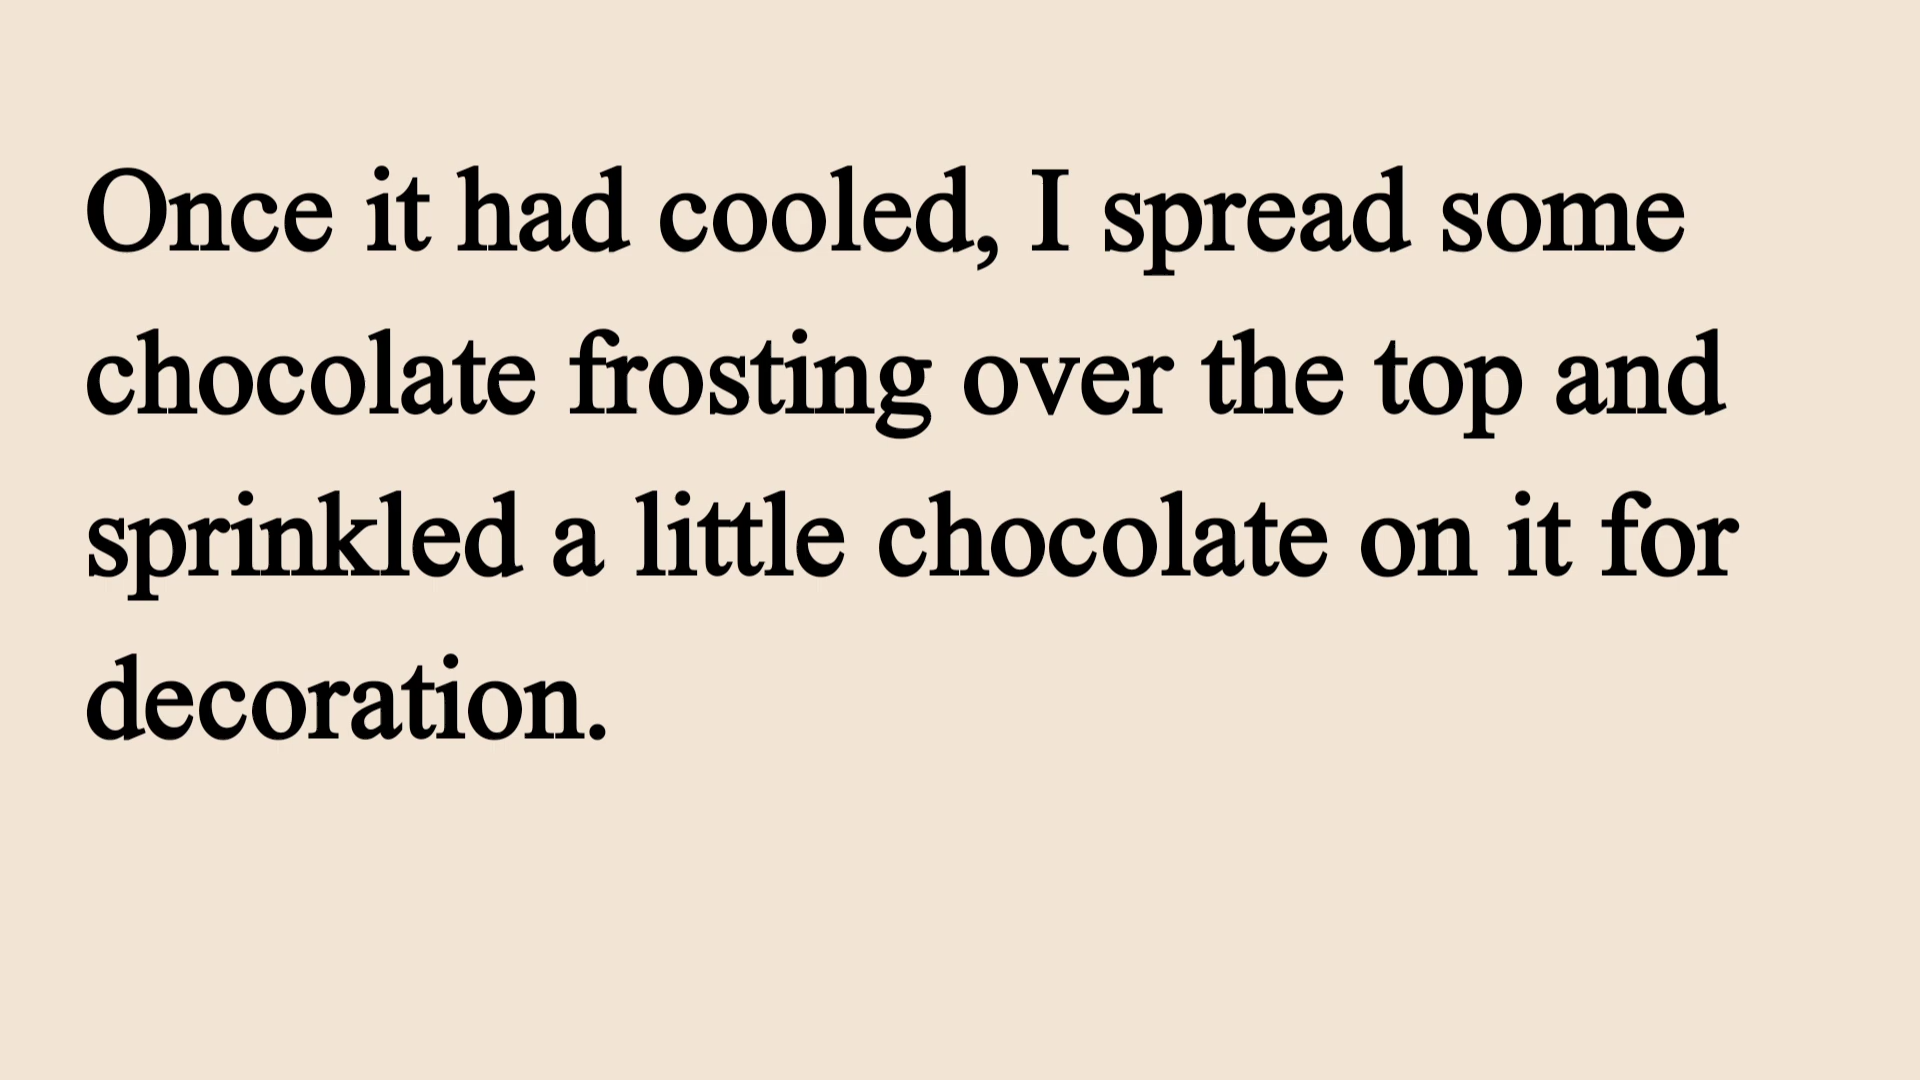 Once it had cooled, I spread some
chocolate frosting over the top and
sprinkled a little chocolate on it for
decoration.